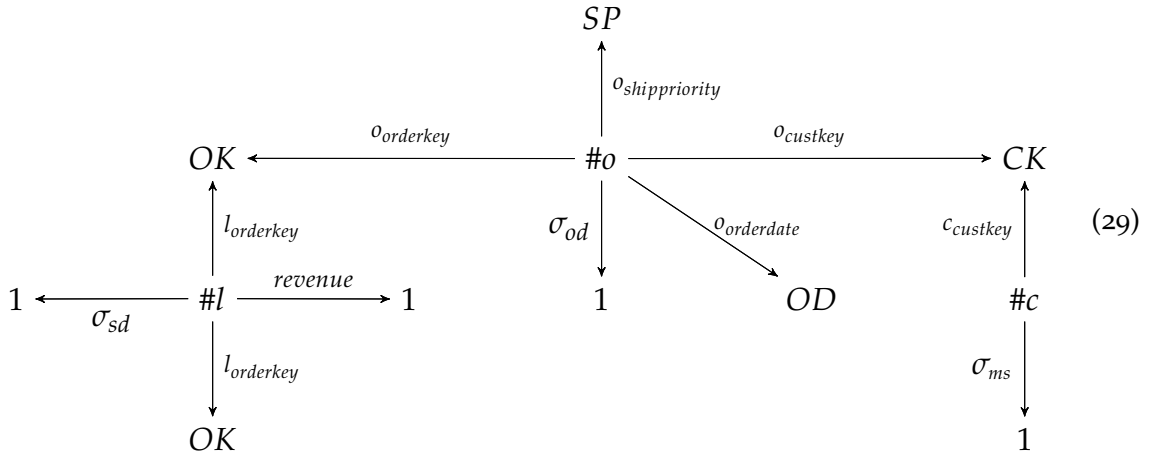 SP
o_shippriority
o_orderkey o_custkey
OK #o CK
l_orderkey σ_od o_orderdate c_custkey (29)
1 σ_sd #l revenue 1 1 OD #c
l_orderkey σ_ms
OK 1